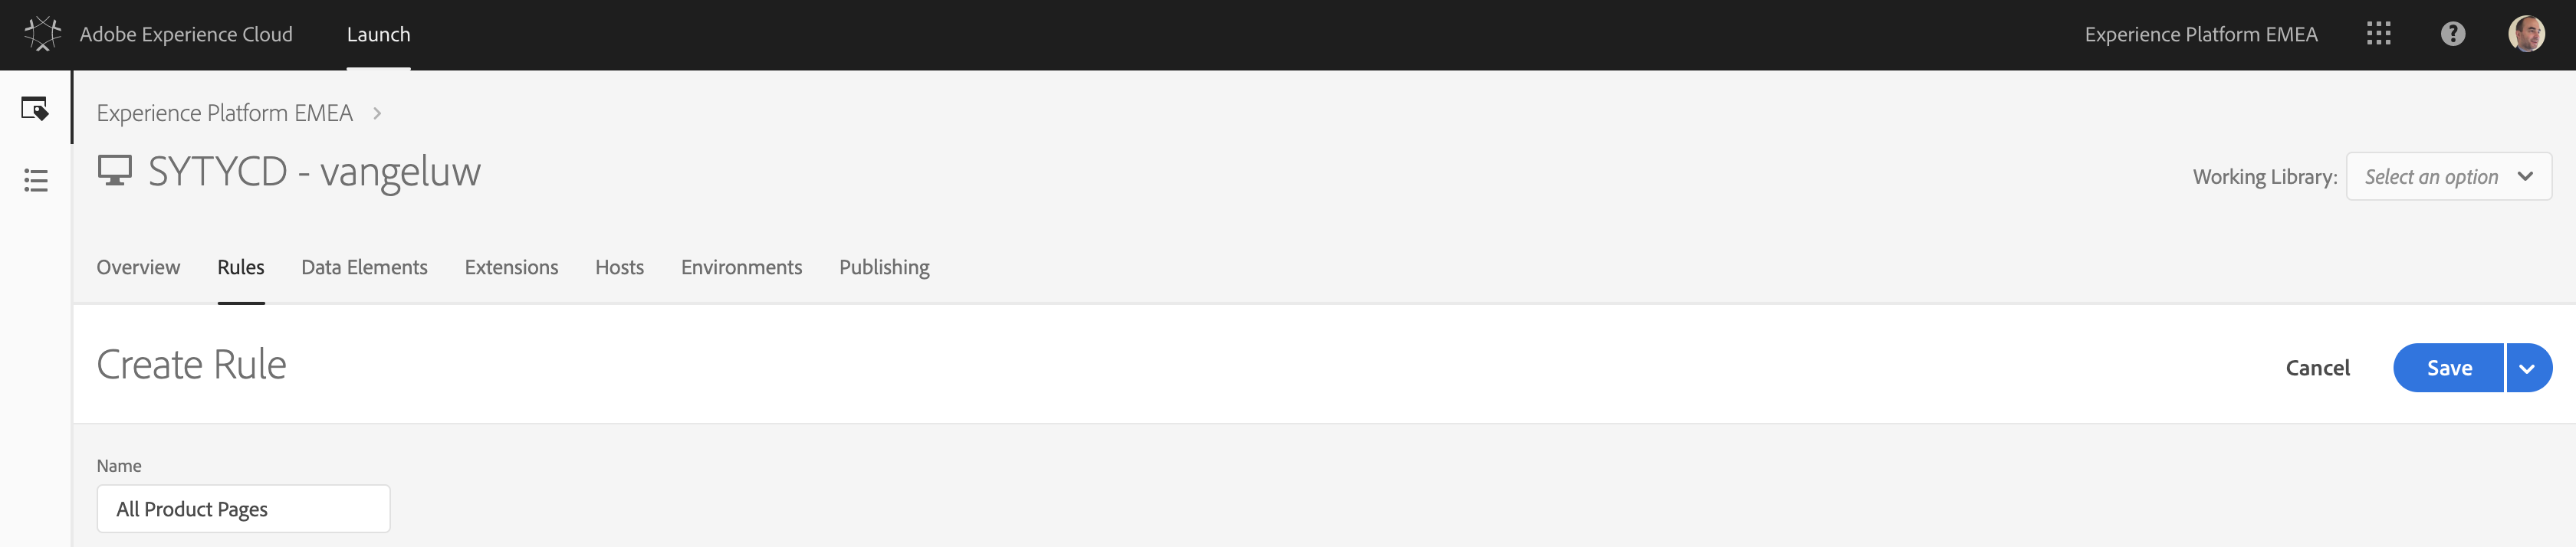 Adobe Experience Cloud
Launch
Experience Platform EMEA
?
Experience Platform EMEA >
SYTYCD - vangeluw
Working Library: Select an option
Overview Rules Data Elements Extensions Hosts Environments Publishing
Create Rule
Cancel
Save
Name
All Product Pages